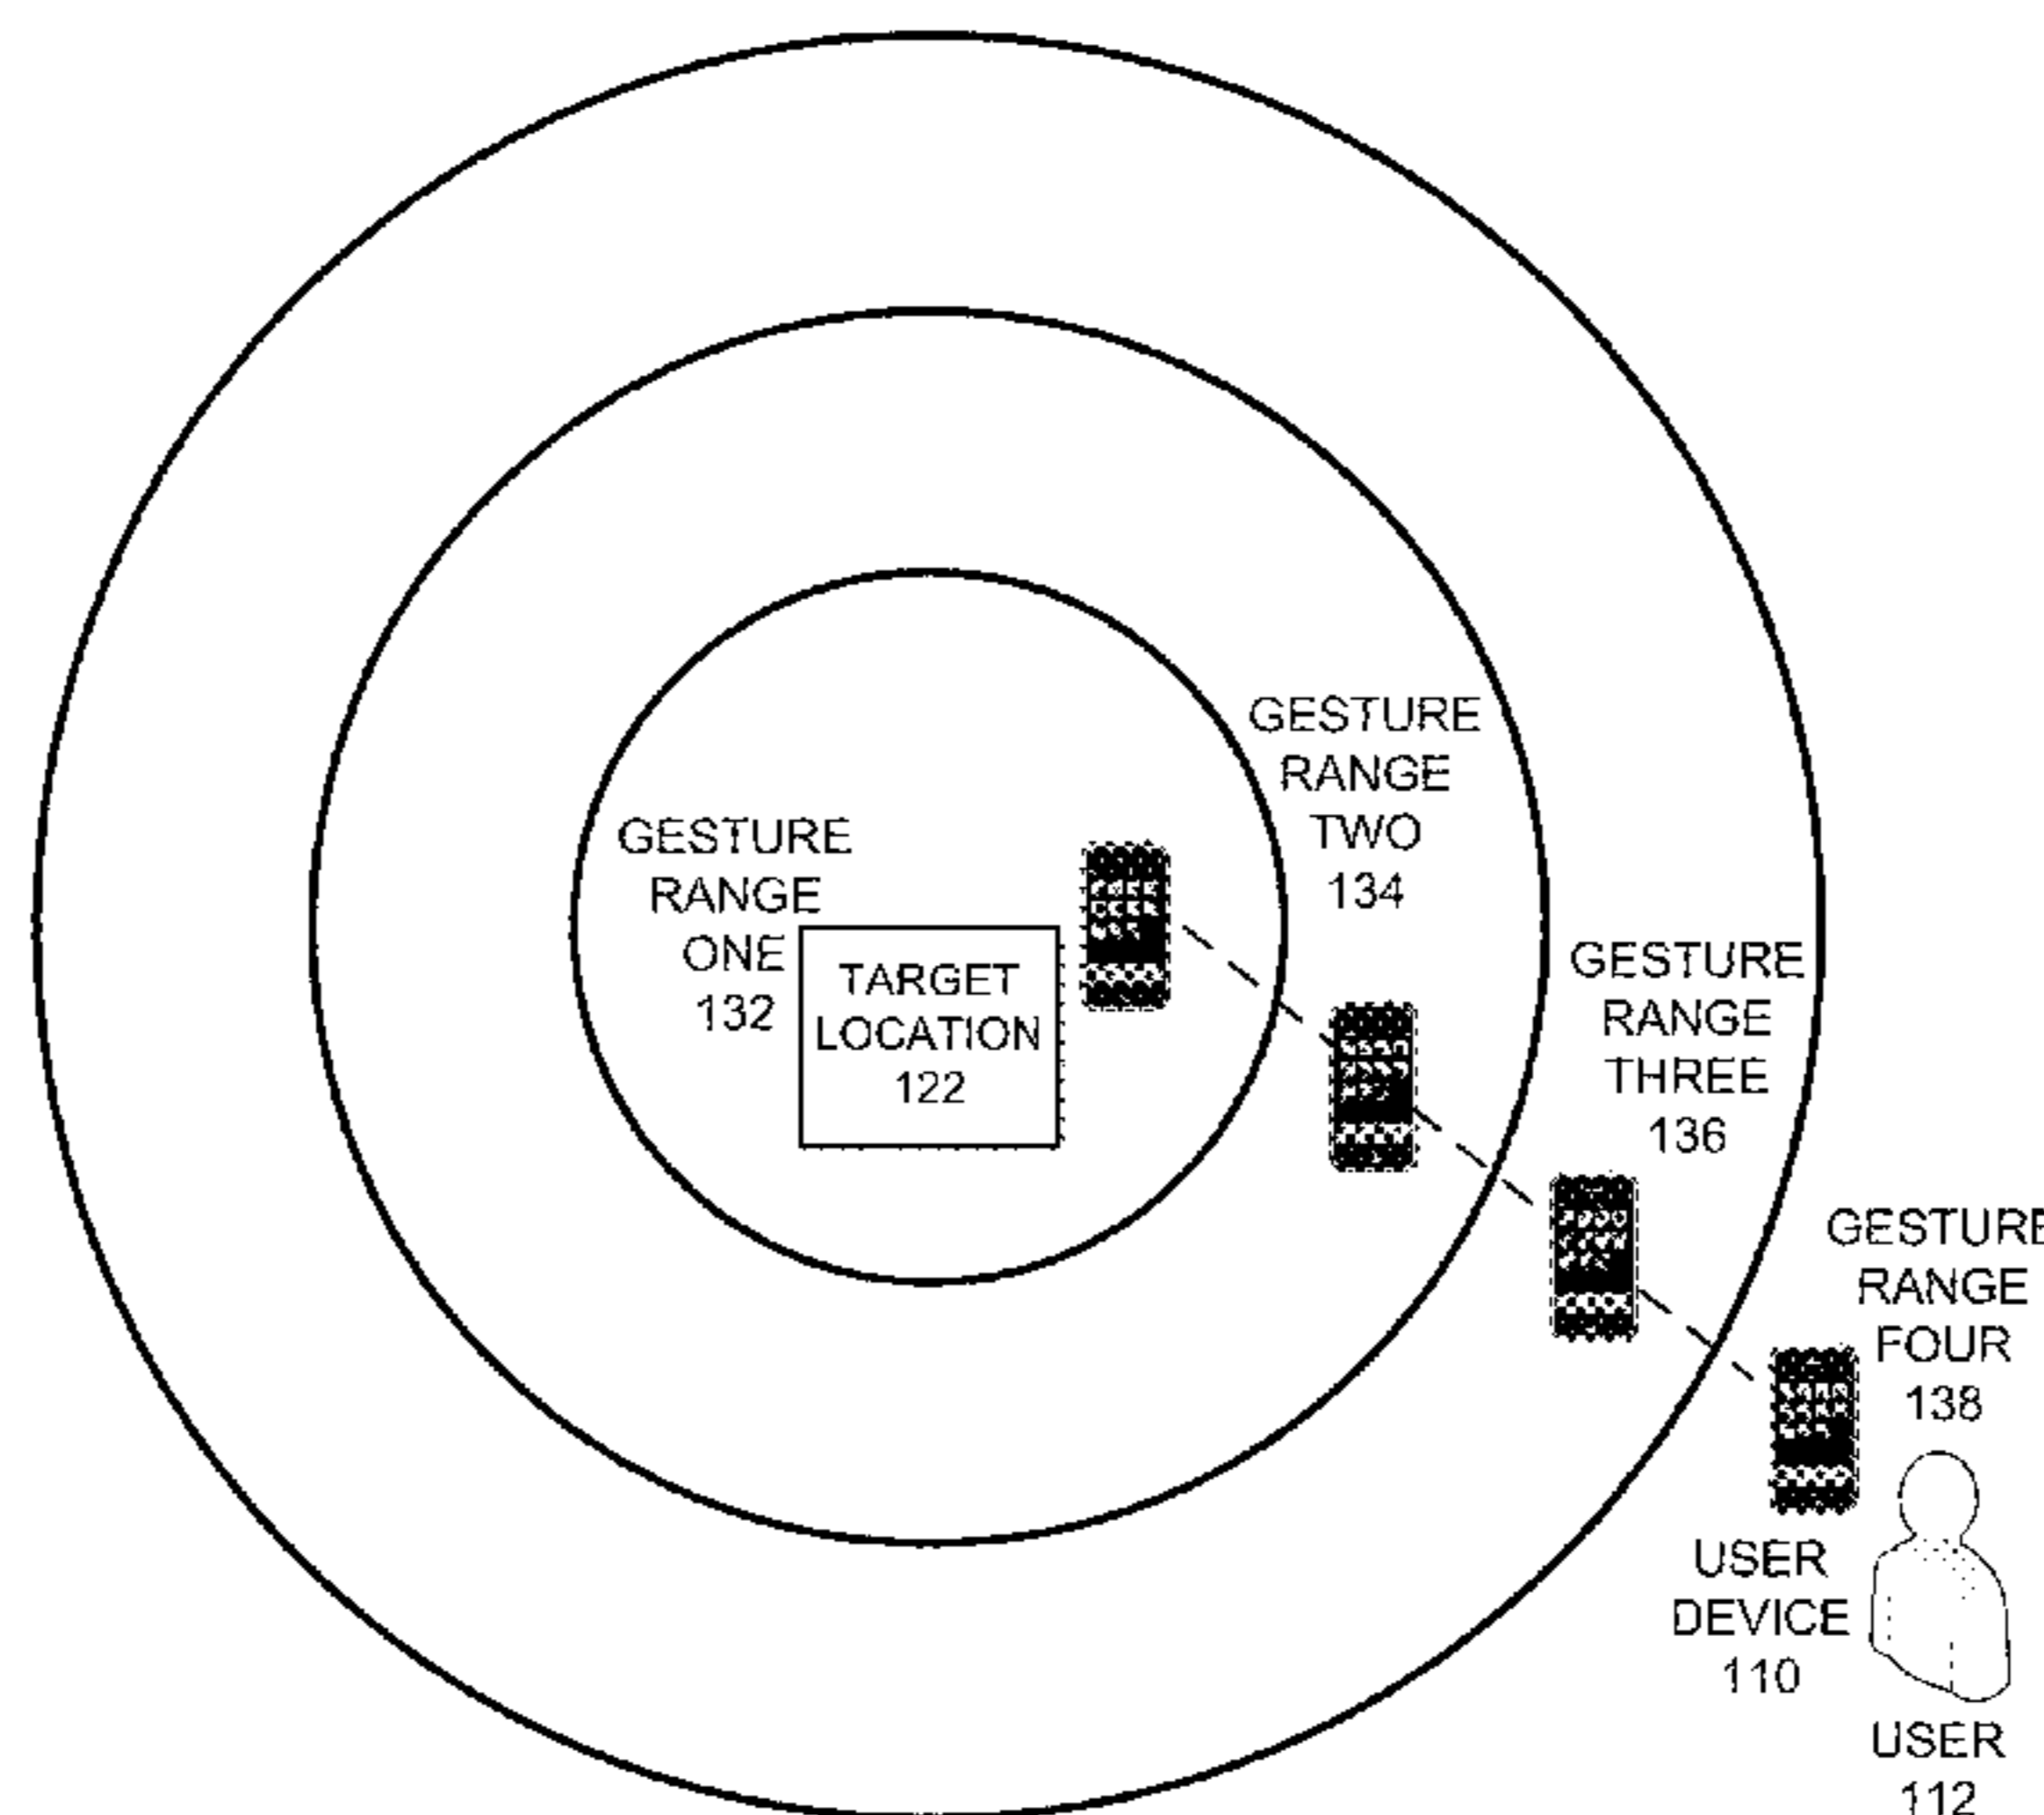 GESTURE
RANGE
TWO
134
GESTURE
RANGE
ONE
132
TARGET
LOCATION
122
GESTURE
RANGE
THREE
136
GESTURE
RANGE
FOUR
138
USER
DEVICE
110
USER
112